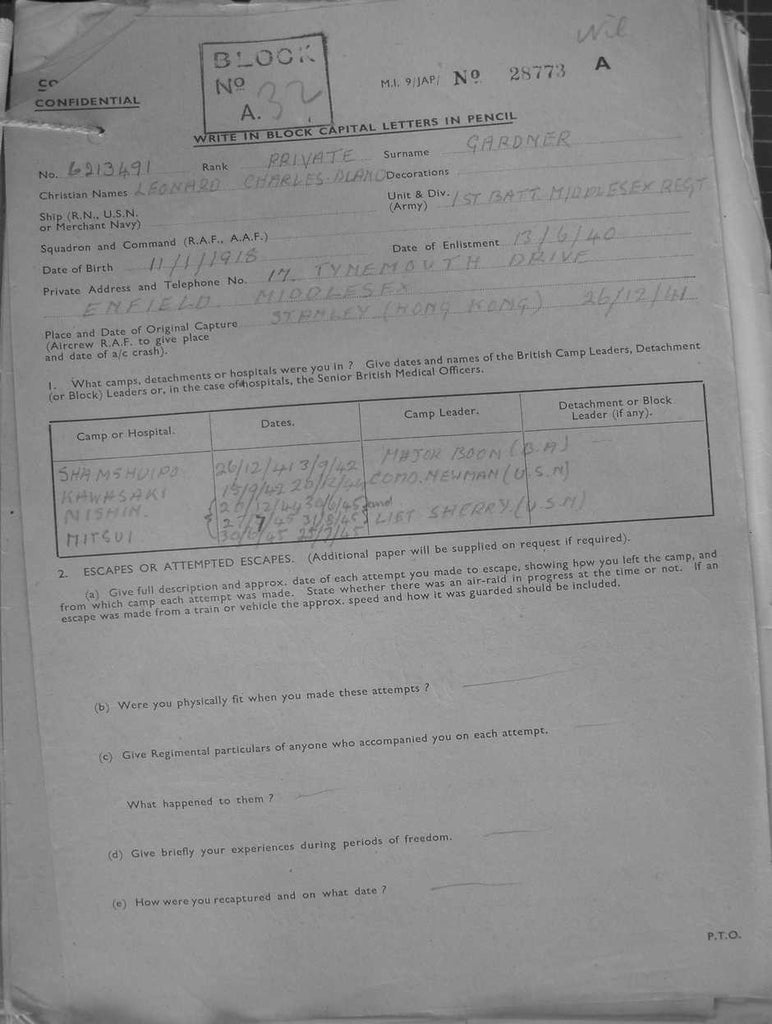 Nil
BLOCK
Nº
A. 32
M.I. 9/JAP/ Nº 28773 A
CONFIDENTIAL
WRITE IN BLOCK CAPITAL LETTERS IN PENCIL
No. 6213491 Rank PRIVATE Surname GARDNER
Christian Names LEONARD CHARLES Decorations
Ship (R.N., U.S.N. or Merchant Navy) Unit & Div. (Army) 1ST BATT. MIDDLESEX REGT
Squadron and Command (R.A.F., A.A.F.)
Date of Birth 11/1/1918 Date of Enlistment 13/6/40
Private Address and Telephone No. 17. TYNEMOUTH DRIVE
ENFIELD MIDDLESEX
Place and Date of Original Capture STANLEY (HONG KONG) 26/12/41
(Aircrew R.A.F. to give place
and date of a/c crash).
1. What camps, detachments or hospitals were you in ? Give dates and names of the British Camp Leaders, Detachment
(or Block) Leaders or, in the case of hospitals, the Senior British Medical Officers.
Camp or Hospital. Dates. Camp Leader. Detachment or Block
Leader (if any).
SHAMSHUIPO 26/12/41 3/9/42 MAJOR BOON (B.A)
KAWASAKI COMD. NEWMAN (U.S.N)
NISHIN. 30/6/45 and
31/8/45 LIET SHERRY (U.S.N)
MITSUI
2. ESCAPES OR ATTEMPTED ESCAPES. (Additional paper will be supplied on request if required).
(a) Give full description and approx. date of each attempt you made to escape, showing how you left the camp, and
from which camp each attempt was made. State whether there was an air-raid in progress at the time or not. If an
escape was made from a train or vehicle the approx. speed and how it was guarded should be included.
(b) Were you physically fit when you made these attempts ?
(c) Give Regimental particulars of anyone who accompanied you on each attempt.
What happened to them ?
(d) Give briefly your experiences during periods of freedom.
(e) How were you recaptured and on what date ?
P.T.O.